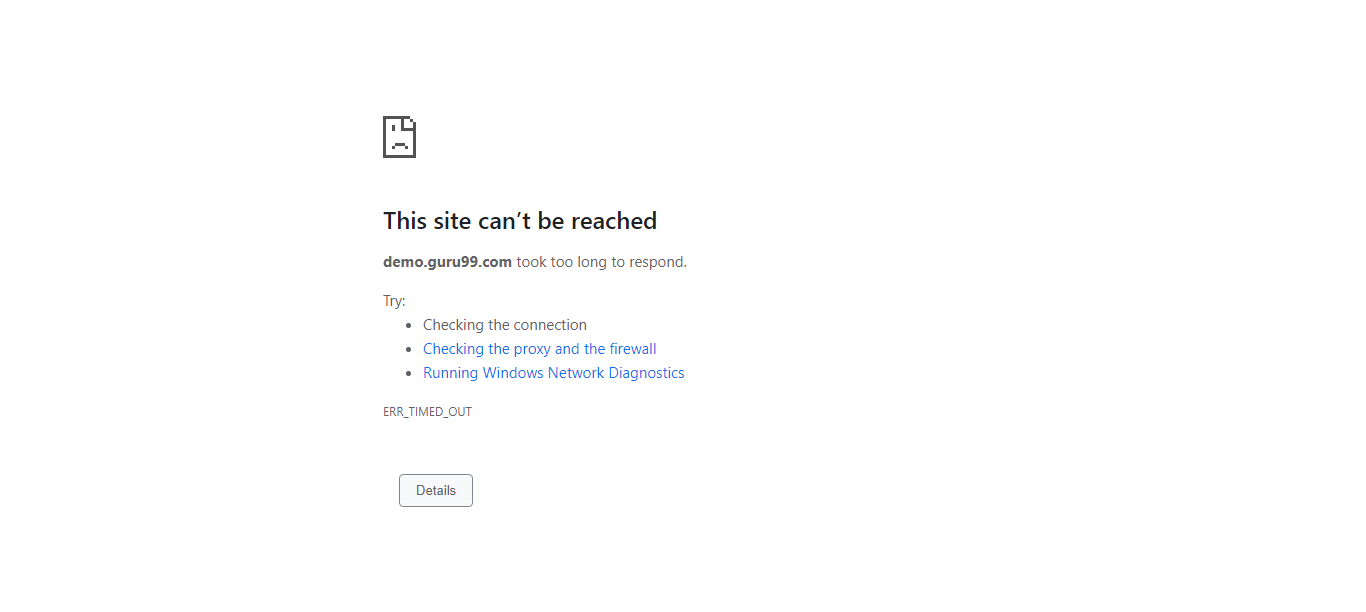 This site can’t be reached
demo.guru99.com took too long to respond.
Try:
• Checking the connection
• Checking the proxy and the firewall
• Running Windows Network Diagnostics
ERR_TIMED_OUT
Details